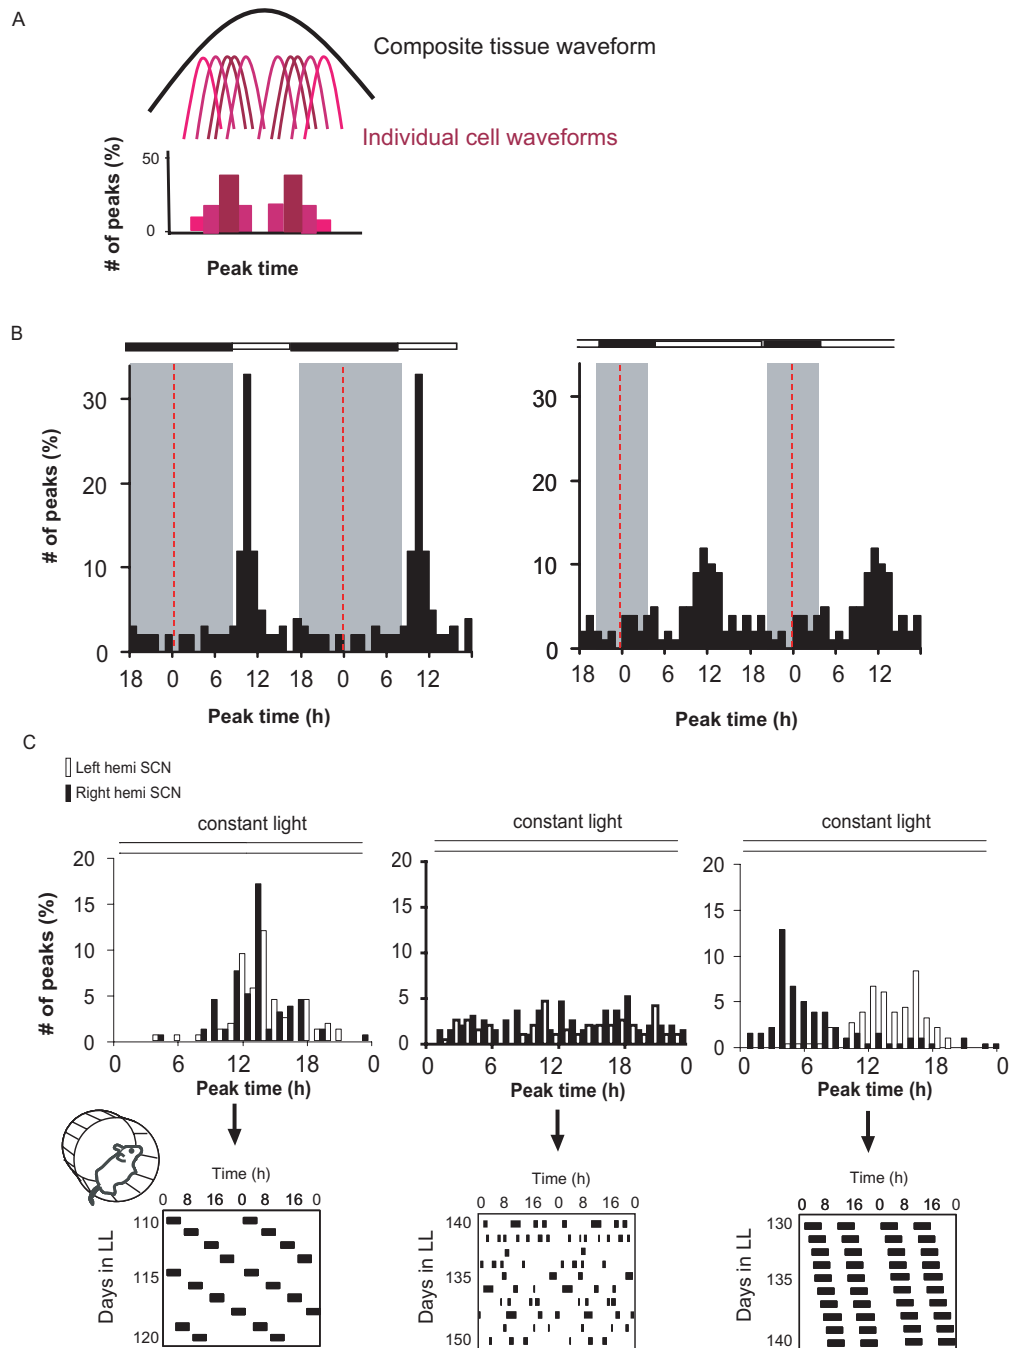 A
Composite tissue waveform
Individual cell waveforms
# of peaks (%)
50
0
Peak time
B
# of peaks (%)
30
20
10
0
18 0 6 12 0 6 12
Peak time (h)
30
20
10
0
18 0 6 12 18 0 6 12 18
Peak time (h)
C
Left hemi SCN
Right hemi SCN
constant light
# of peaks (%)
20
15
10
5
0
0 6 12 18 0
Peak time (h)
constant light
20
15
10
5
0
0 6 12 18 0
Peak time (h)
constant light
20
15
10
5
0
0 6 12 18 0
Peak time (h)
Time (h)
0 8 16 0 8 16 0
Days in LL
110
115
120
Time (h)
0 8 16 0 8 16 0
Days in LL
140
135
150
Time (h)
0 8 16 0 8 16 0
Days in LL
130
135
140